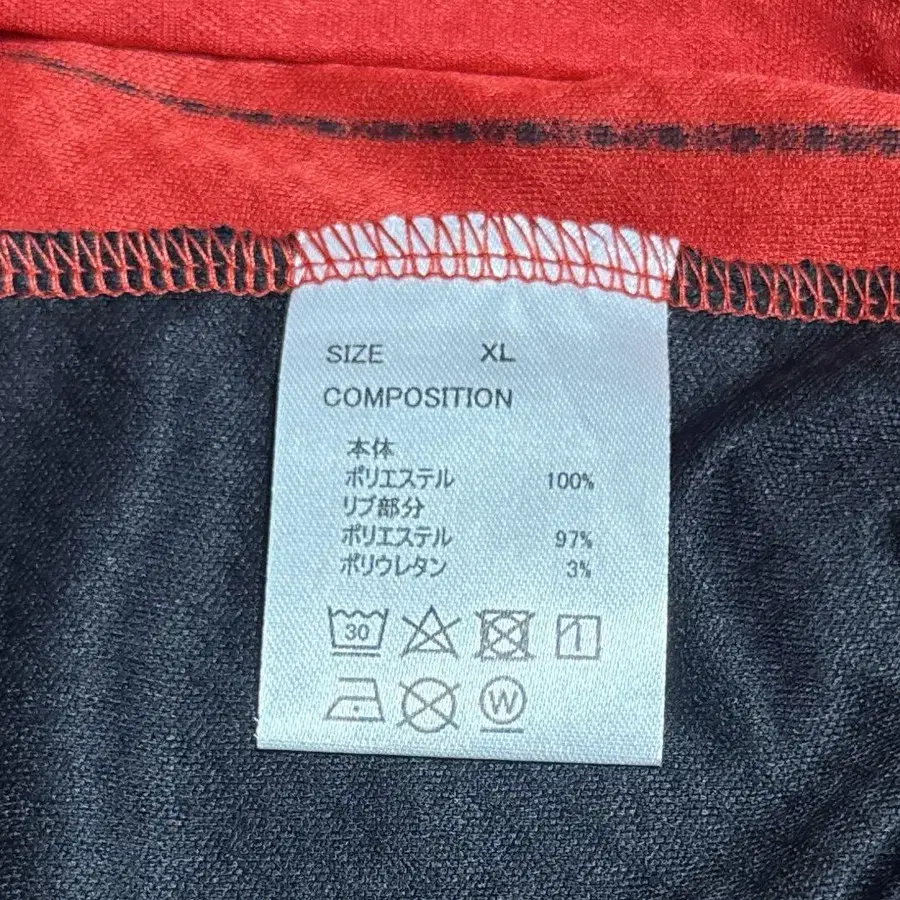 SIZE XL
COMPOSITION
本体
ポリエステル 100%
リブ部分
ポリエステル 97%
ポリウレタン 3%
30
W